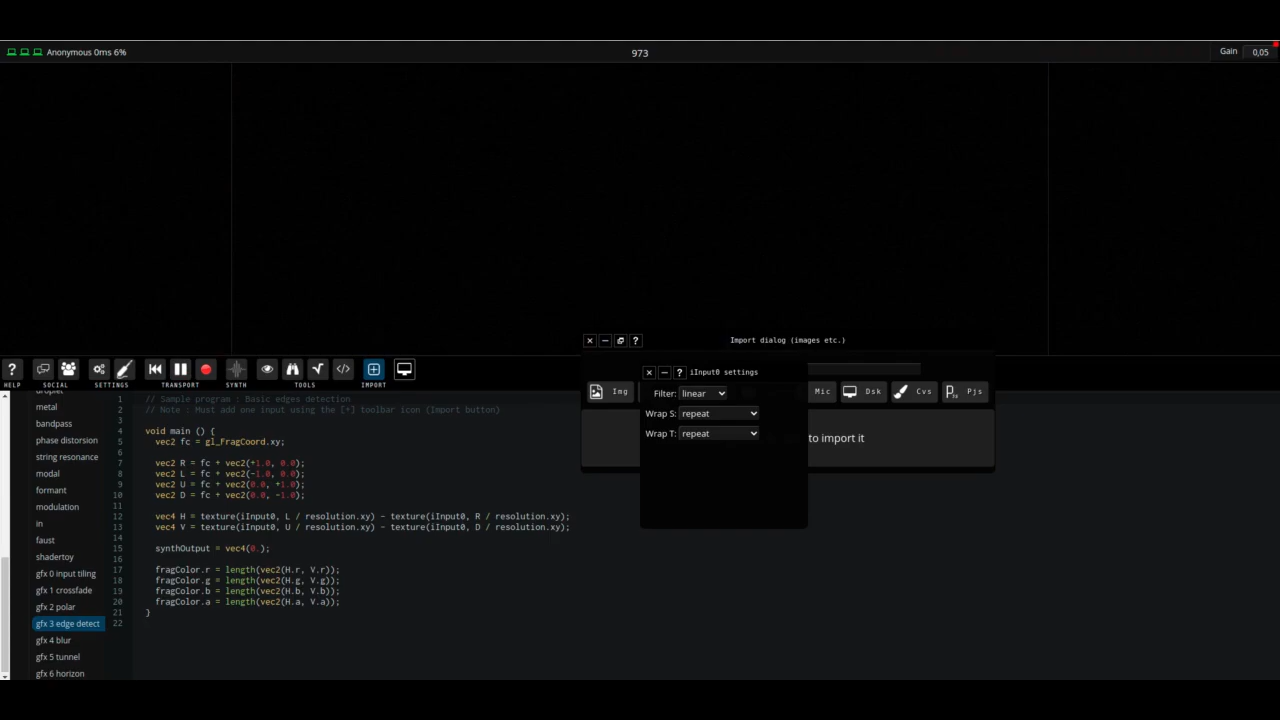 Anonymous 0ms 6%
973
Gain 0,05
Import dialog (images etc.)
HELP SOCIAL SETTINGS TRANSPORT SYNTH TOOLS IMPORT
iInput0 settings
Img Mic Dsk Cvs Pjs
Filter: linear
Wrap S: repeat
Wrap T: repeat
to import it
metal
bandpass
phase distorsion
string resonance
modal
formant
modulation
in
faust
shadertoy
gfx 0 input tiling
gfx 1 crossfade
gfx 2 polar
gfx 3 edge detect
gfx 4 blur
gfx 5 tunnel
gfx 6 horizon
1 // Sample program : Basic edges detection
2 // Note : Must add one input using the [+] toolbar icon (Import button)
3
4 void main () {
5 vec2 fc = gl_FragCoord.xy;
6
7 vec2 R = fc + vec2(+1.0, 0.0);
8 vec2 L = fc + vec2(-1.0, 0.0);
9 vec2 U = fc + vec2(0.0, +1.0);
10 vec2 D = fc + vec2(0.0, -1.0);
11
12 vec4 H = texture(iInput0, L / resolution.xy) - texture(iInput0, R / resolution.xy);
13 vec4 V = texture(iInput0, U / resolution.xy) - texture(iInput0, D / resolution.xy);
14
15 synthOutput = vec4(0.);
16
17 fragColor.r = length(vec2(H.r, V.r));
18 fragColor.g = length(vec2(H.g, V.g));
19 fragColor.b = length(vec2(H.b, V.b));
20 fragColor.a = length(vec2(H.a, V.a));
21 }
22